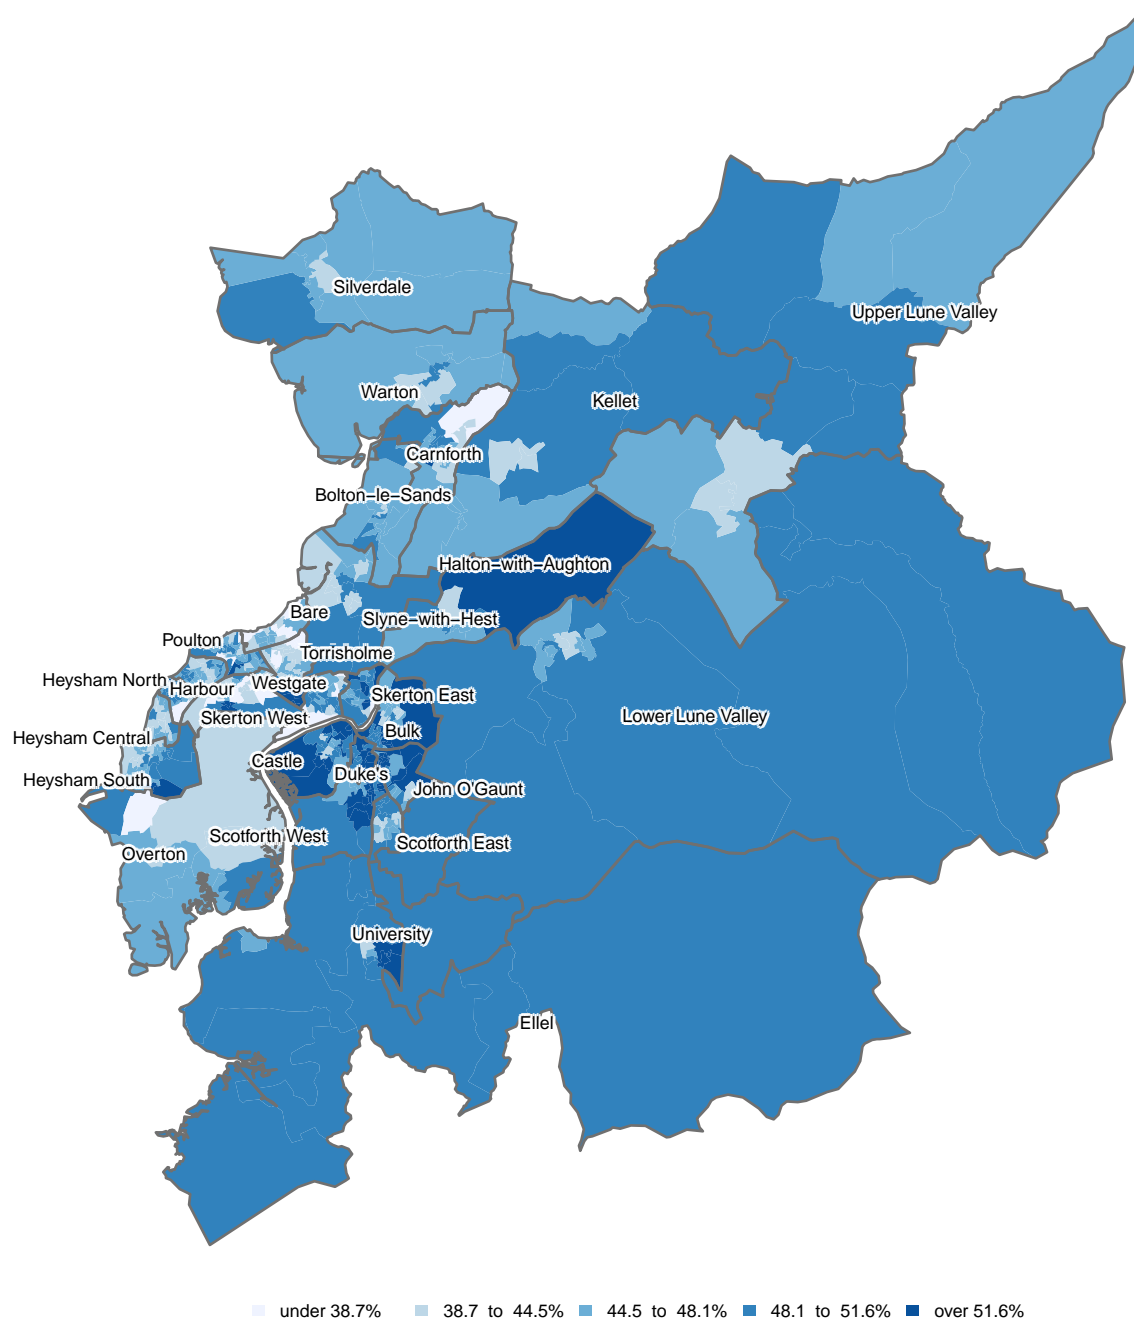 Silverdale
Upper Lune Valley
Warton
Kellet
Carnforth
Bolton−le−Sands
Halton−with−Aughton
Bare
Slyne−with−Hest
Poulton
Torrisholme
Heysham North
Harbour
Westgate
Skerton East
Skerton West
Lower Lune Valley
Bulk
Heysham Central
Castle
Duke's
Heysham South
John O'Gaunt
Scotforth West
Scotforth East
Overton
University
Ellel
under 38.7% 38.7 to 44.5% 44.5 to 48.1% 48.1 to 51.6% over 51.6%